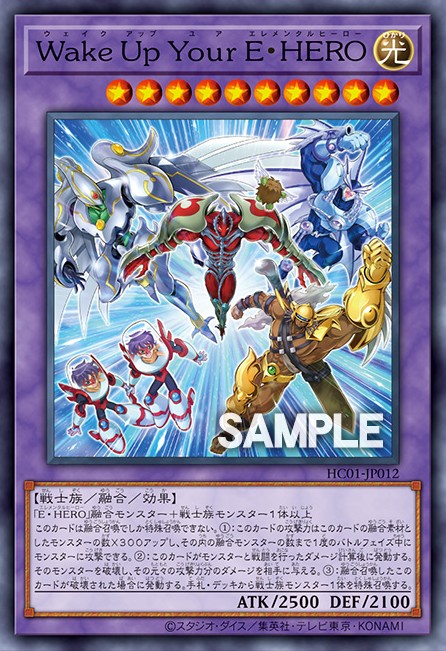 ウェイク アップ ユア エレメンタルヒーロー
Wake Up Your E・HERO
ひかり
光
SAMPLE
HC01-JP012
【戦士族／融合／効果】
「E・HERO」融合モンスター＋戦士族モンスター１体以上
このカードは融合召喚でしか特殊召喚できない。①：このカードの攻撃力はこのカードの融合素材と
したモンスターの数×300アップし、その内の融合モンスターの数まで１度のバトルフェイズ中に
モンスターに攻撃できる。②：このカードがモンスターと戦闘を行ったダメージ計算後に発動する。
そのモンスターを破壊し、その元々の攻撃力分のダメージを相手に与える。③：融合召喚したこ
のカードが破壊された場合に発動する。手札・デッキから戦士族モンスター１体を特殊召喚する。
ATK/2500 DEF/2100
©スタジオ・ダイス／集英社・テレビ東京・KONAMI